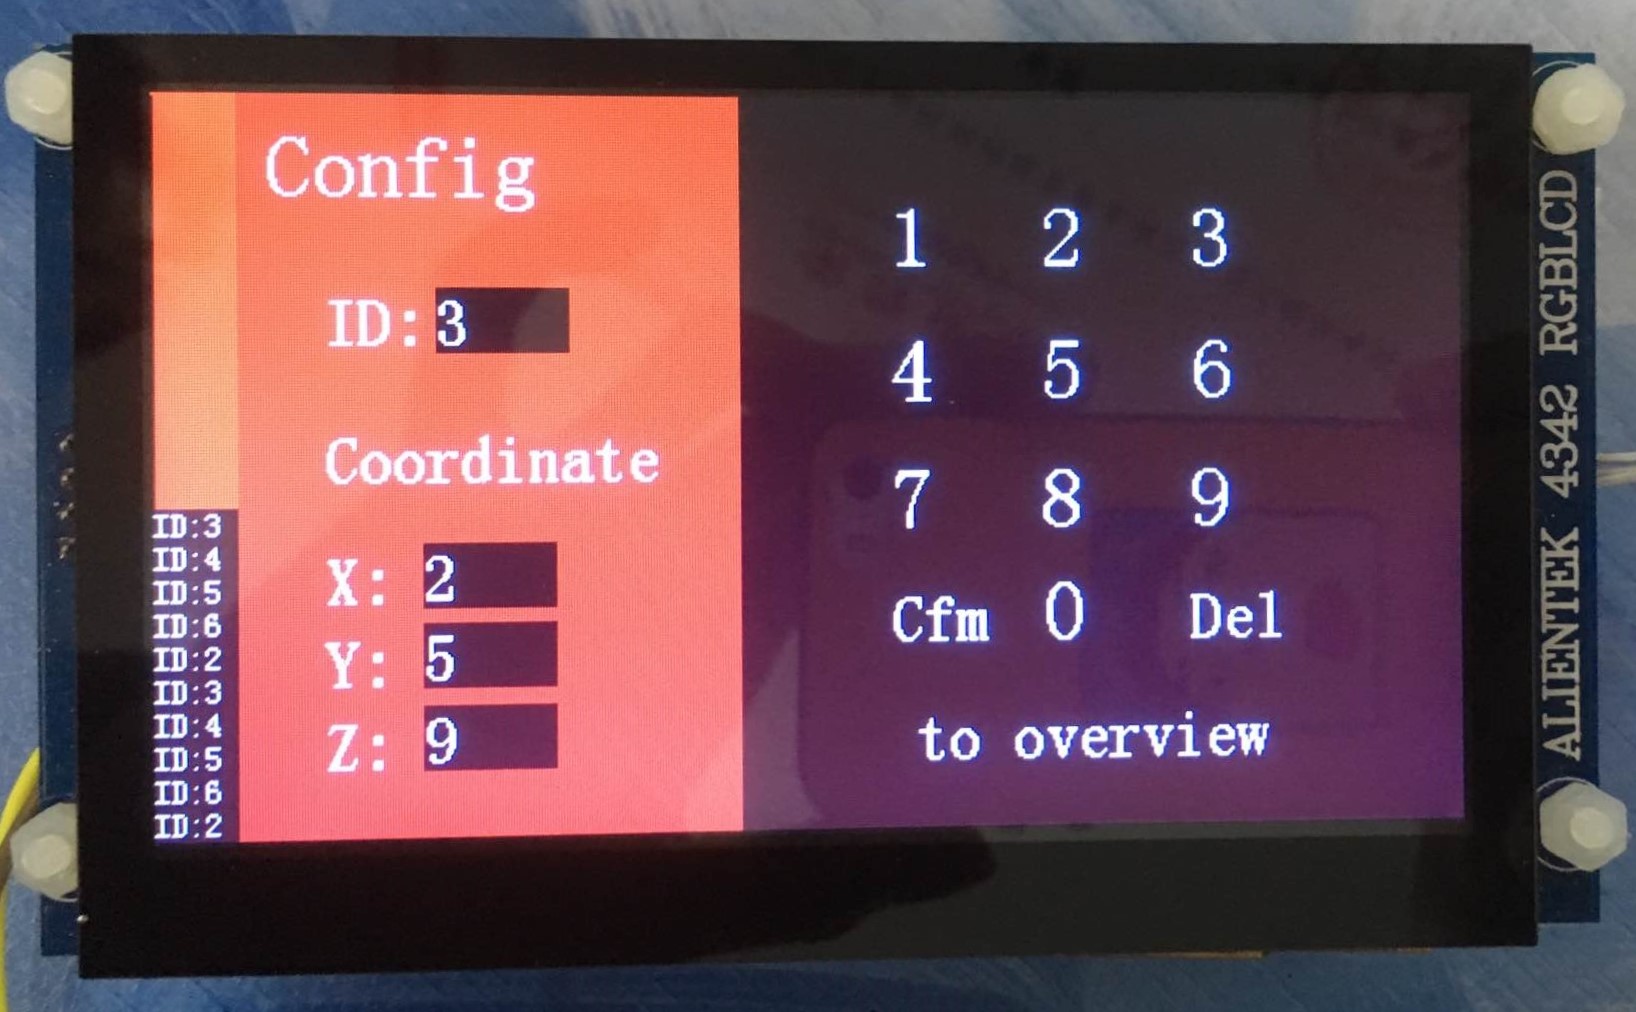 Config
ID:3
Coordinate
X: 2
Y: 5
Z: 9
ID:3
ID:4
ID:5
ID:6
ID:2
ID:3
ID:4
ID:5
ID:6
ID:2
1 2 3
4 5 6
7 8 9
Cfm 0 Del
to overview
ALIENTEK 4342 RGBLCD